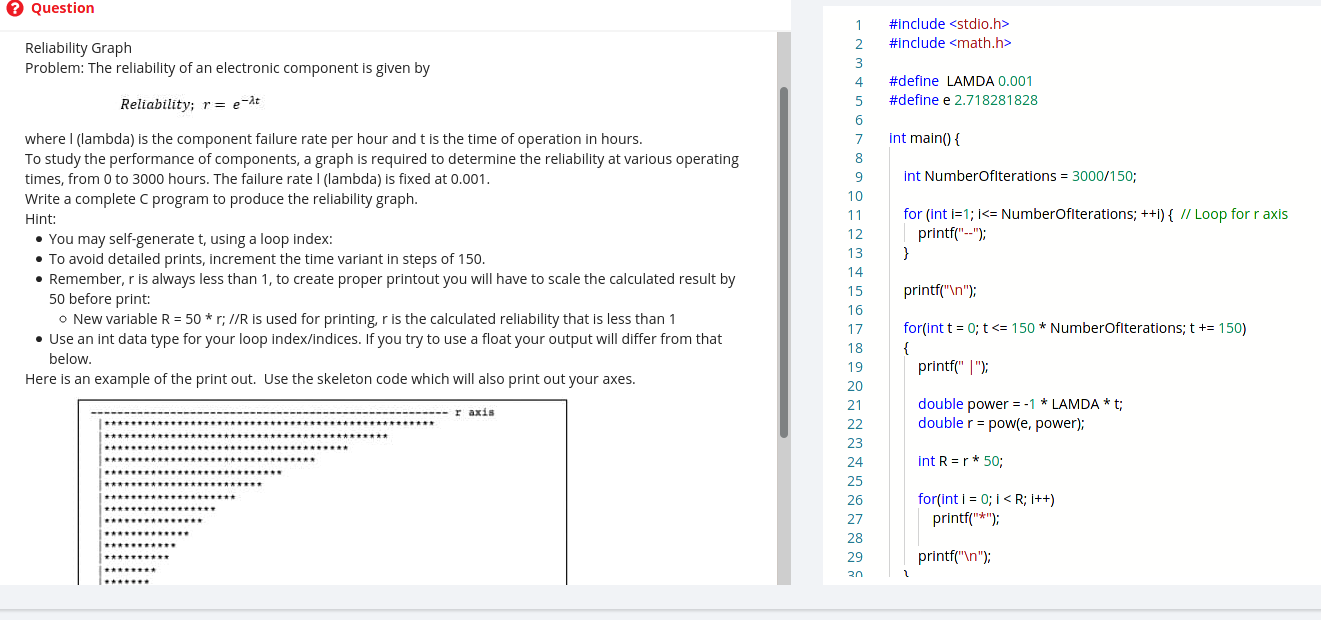 ? Question
Reliability Graph
Problem: The reliability of an electronic component is given by
Reliability; r = e^−λt
where l (lambda) is the component failure rate per hour and t is the time of operation in hours.
To study the performance of components, a graph is required to determine the reliability at various operating
times, from 0 to 3000 hours. The failure rate l (lambda) is fixed at 0.001.
Write a complete C program to produce the reliability graph.
Hint:
• You may self-generate t, using a loop index:
• To avoid detailed prints, increment the time variant in steps of 150.
• Remember, r is always less than 1, to create proper printout you will have to scale the calculated result by
50 before print:
○ New variable R = 50 * r; //R is used for printing, r is the calculated reliability that is less than 1
• Use an int data type for your loop index/indices. If you try to use a float your output will differ from that
below.
Here is an example of the print out.  Use the skeleton code which will also print out your axes.
------------------------------------------------------ r axis
|**************************************************
|*******************************************
|*************************************
|********************************
|***************************
|************************
|********************
|*****************
|***************
|*************
|***********
|**********
|********
|*******
1 #include <stdio.h>
2 #include <math.h>
3
4 #define  LAMDA 0.001
5 #define e 2.718281828
6
7 int main() {
8
9 int NumberOfIterations = 3000/150;
10
11 for (int i=1; i<= NumberOfIterations; ++i) {  // Loop for r axis
12 printf("--");
13 }
14
15 printf("\n");
16
17 for(int t = 0; t <= 150 * NumberOfIterations; t += 150)
18 {
19 printf(" |");
20
21 double power = -1 * LAMDA * t;
22 double r = pow(e, power);
23
24 int R = r * 50;
25
26 for(int i = 0; i < R; i++)
27 printf("*");
28
29 printf("\n");
30 }